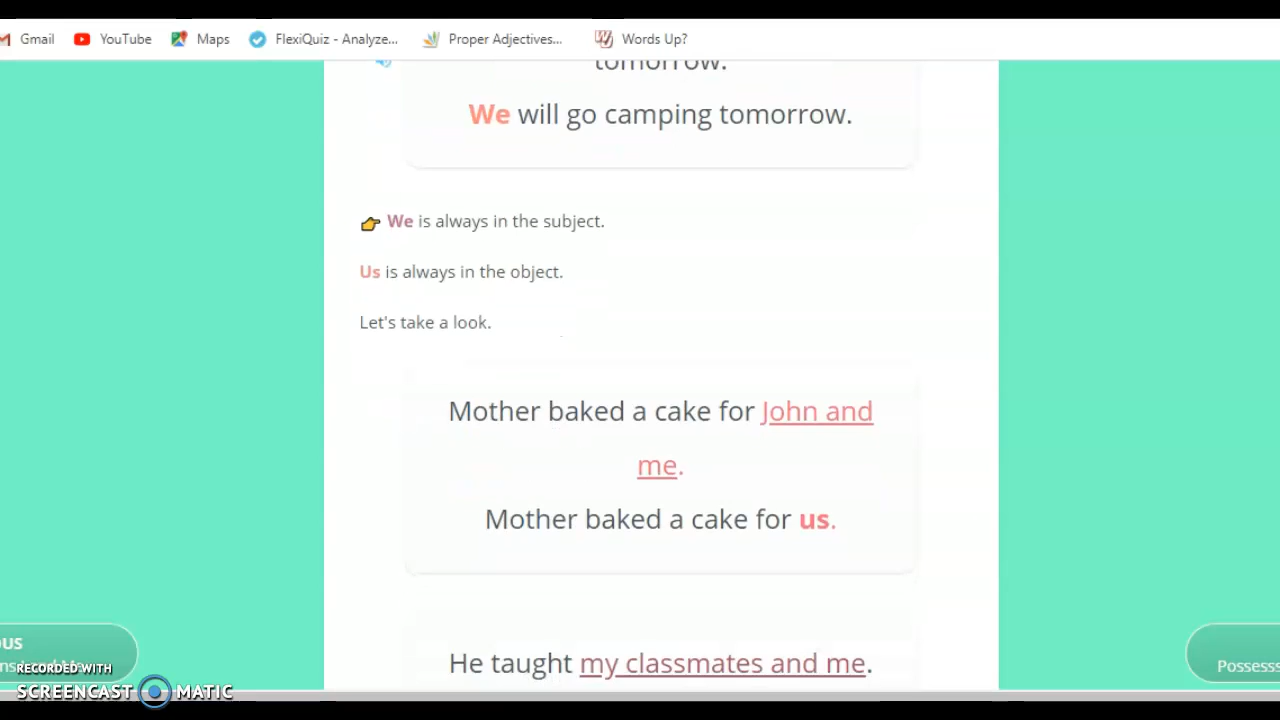 Gmail YouTube Maps FlexiQuiz - Analyze... Proper Adjectives... Words Up?
tomorrow.
We will go camping tomorrow.
We is always in the subject.
Us is always in the object.
Let's take a look.
Mother baked a cake for John and
me.
Mother baked a cake for us.
He taught my classmates and me.
OUS
Possess
RECORDED WITH
SCREENCAST MATIC